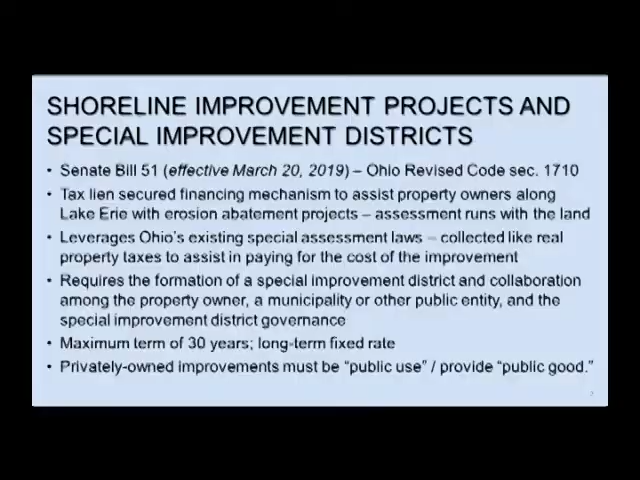 SHORELINE IMPROVEMENT PROJECTS AND
SPECIAL IMPROVEMENT DISTRICTS
• Senate Bill 51 (effective March 20, 2019) – Ohio Revised Code sec. 1710
• Tax lien secured financing mechanism to assist property owners along
Lake Erie with erosion abatement projects – assessment runs with the land
• Leverages Ohio's existing special assessment laws – collected like real
property taxes to assist in paying for the cost of the improvement
• Requires the formation of a special improvement district and collaboration
among the property owner, a municipality or other public entity, and the
special improvement district governance
• Maximum term of 30 years; long-term fixed rate
• Privately-owned improvements must be "public use" / provide "public good."